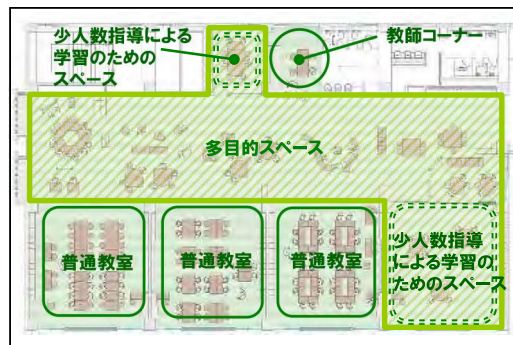 少人数指導による
学習のための
スペース
教師コーナー
多目的スペース
普通教室
普通教室
普通教室
少人数指導
による学習の
ためのスペース